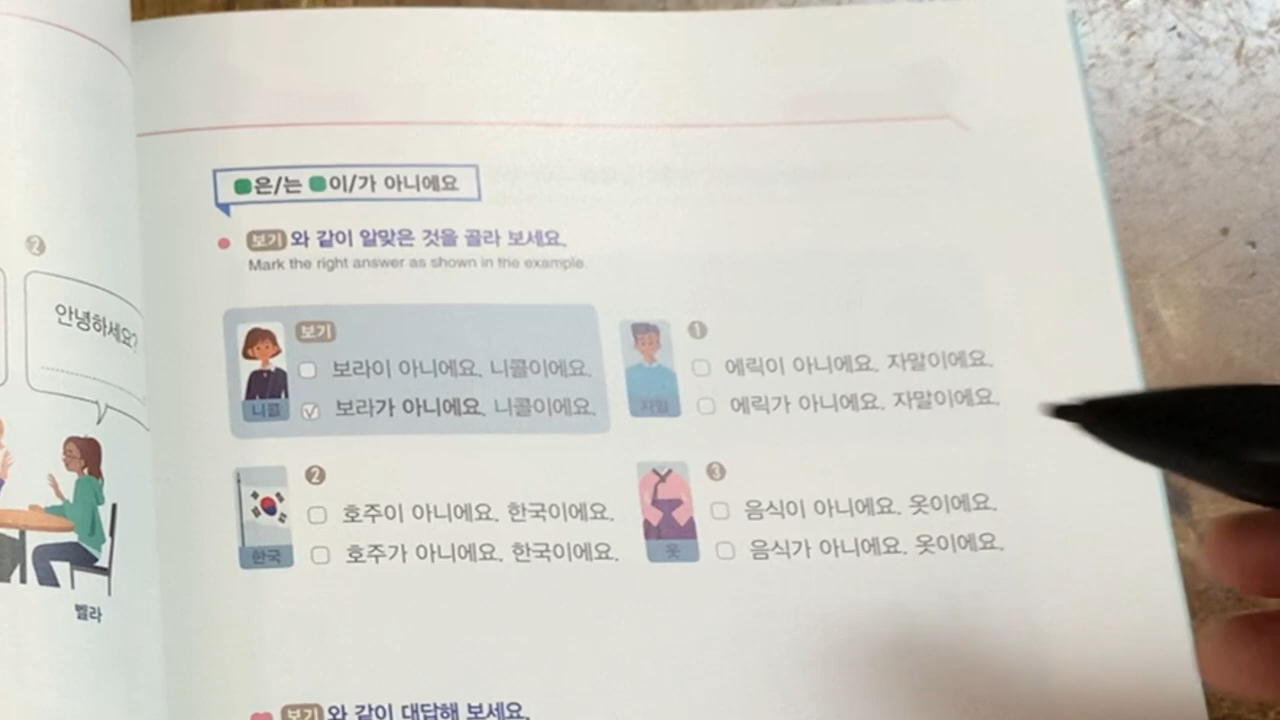 은/는 이/가 아니에요
보기 와 같이 알맞은 것을 골라 보세요.
Mark the right answer as shown in the example.
보기
보라이 아니에요. 니콜이에요.
보라가 아니에요. 니콜이에요.
니콜
1
에릭이 아니에요. 자말이에요.
에릭가 아니에요. 자말이에요.
자말
2
호주이 아니에요. 한국이에요.
호주가 아니에요. 한국이에요.
한국
3
음식이 아니에요. 옷이에요.
음식가 아니에요. 옷이에요.
옷
보기 와 같이 대답해 보세요.
2
안녕하세요?
벨라